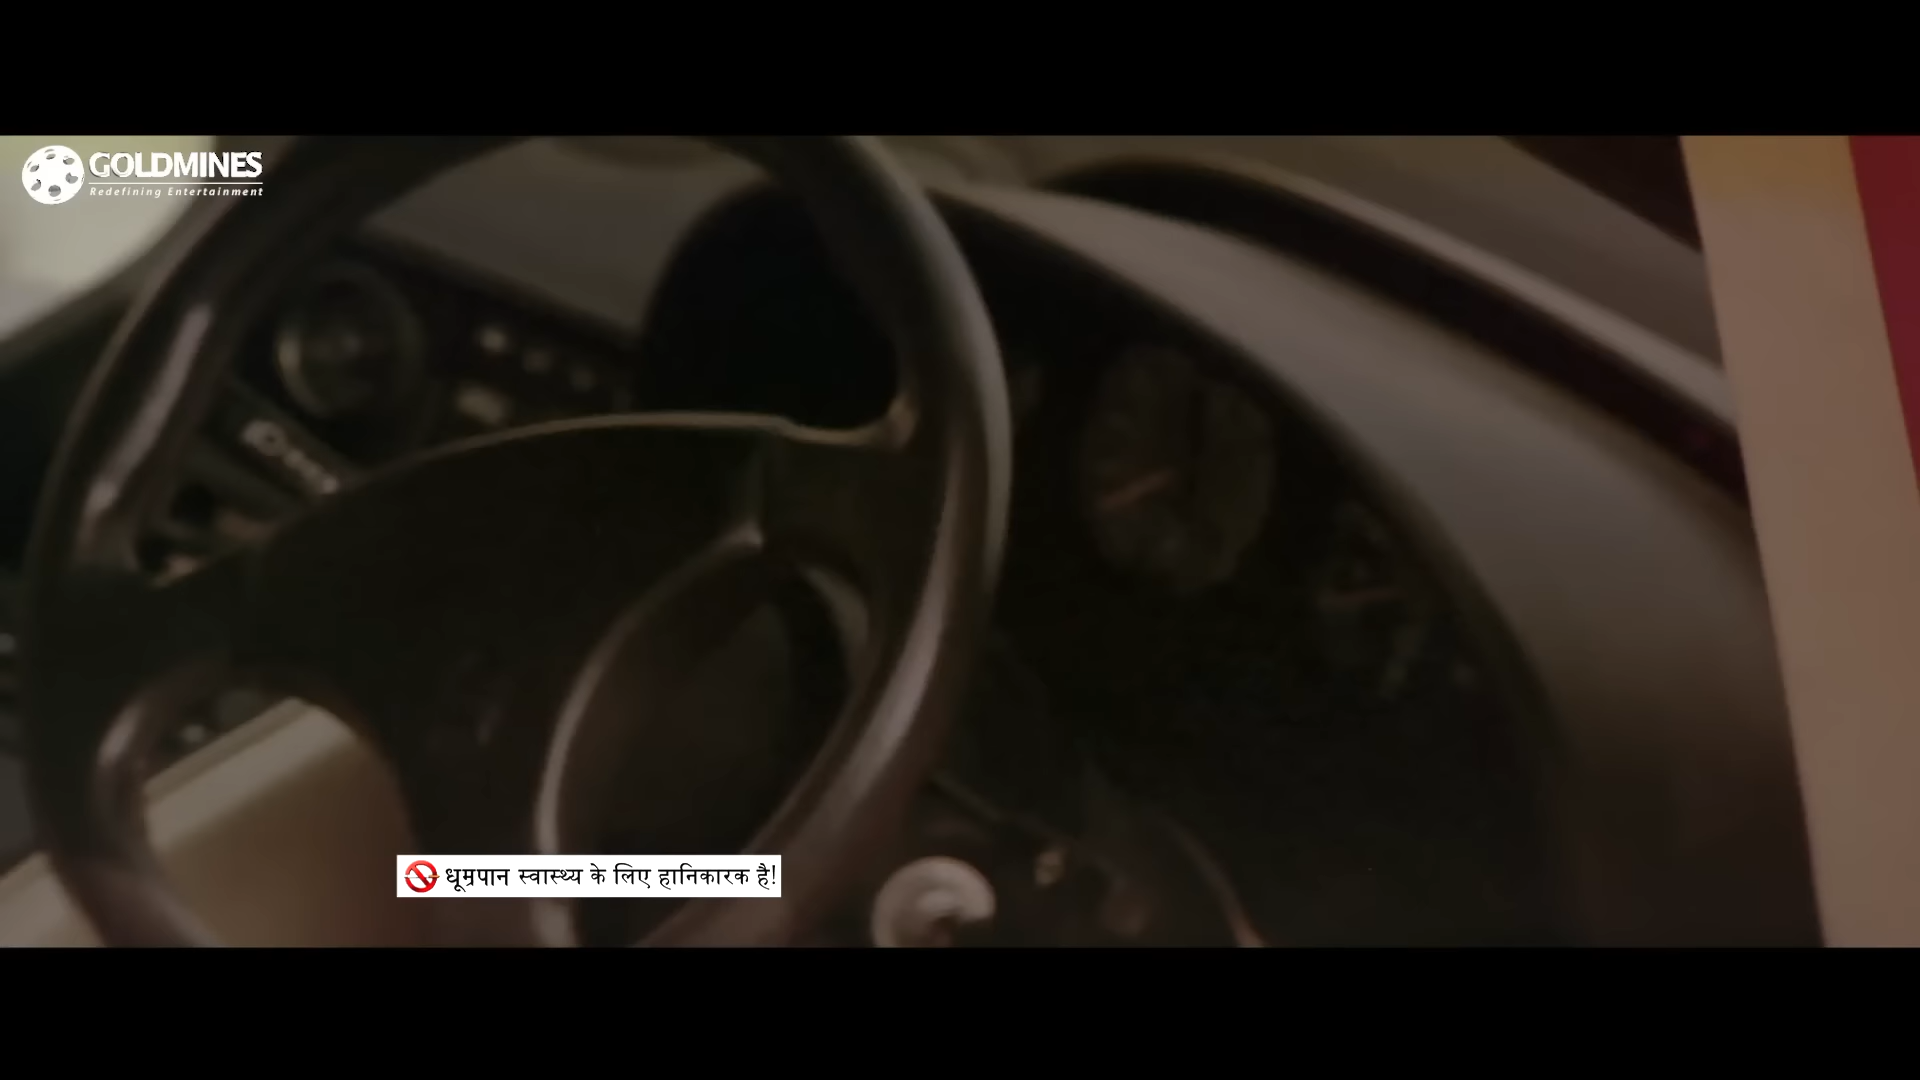 GOLDMINES
Redefining Entertainment
धूम्रपान स्वास्थ्य के लिए हानिकारक है!